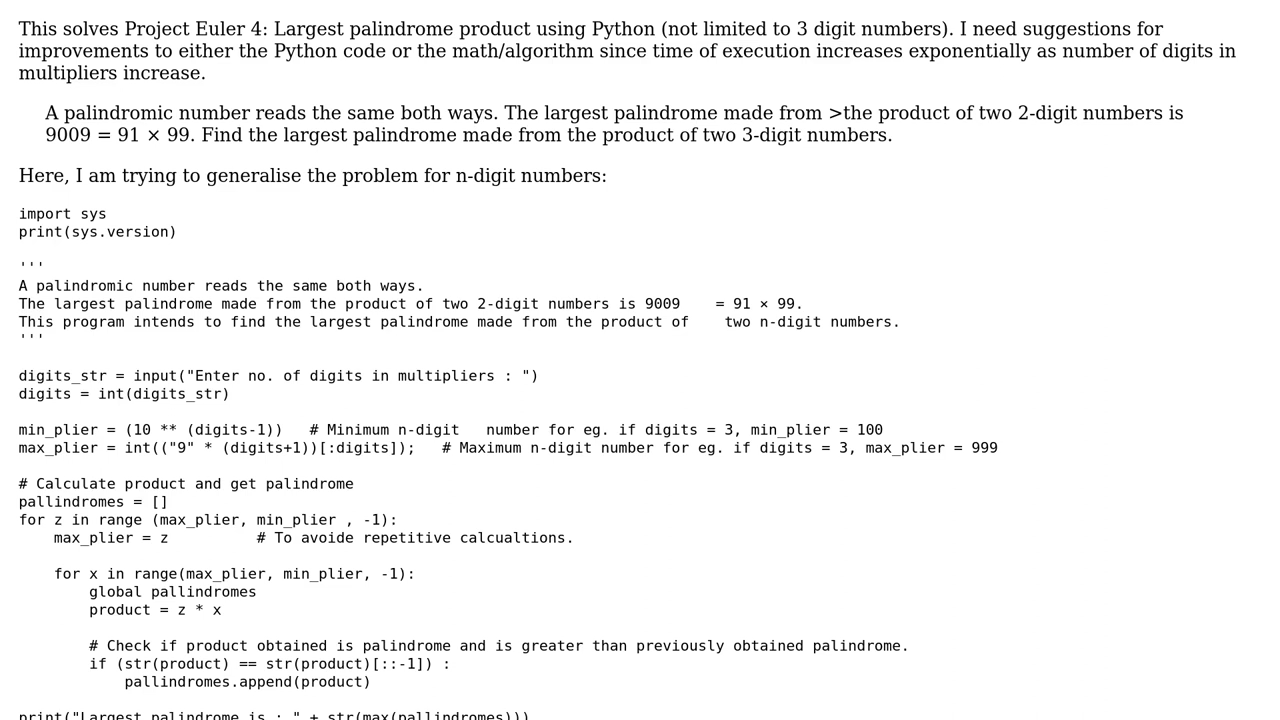 This solves Project Euler 4: Largest palindrome product using Python (not limited to 3 digit numbers). I need suggestions for
improvements to either the Python code or the math/algorithm since time of execution increases exponentially as number of digits in
multipliers increase.
A palindromic number reads the same both ways. The largest palindrome made from >the product of two 2-digit numbers is
9009 = 91 × 99. Find the largest palindrome made from the product of two 3-digit numbers.
Here, I am trying to generalise the problem for n-digit numbers:
import sys
print(sys.version)
'''
A palindromic number reads the same both ways.
The largest palindrome made from the product of two 2-digit numbers is 9009    = 91 × 99.
This program intends to find the largest palindrome made from the product of    two n-digit numbers.
'''
digits_str = input("Enter no. of digits in multipliers : ")
digits = int(digits_str)
min_plier = (10 ** (digits-1))   # Minimum n-digit   number for eg. if digits = 3, min_plier = 100
max_plier = int(("9" * (digits+1))[:digits]);   # Maximum n-digit number for eg. if digits = 3, max_plier = 999
# Calculate product and get palindrome
pallindromes = []
for z in range (max_plier, min_plier , -1):
    max_plier = z          # To avoide repetitive calcualtions.
    for x in range(max_plier, min_plier, -1):
        global pallindromes
        product = z * x
        # Check if product obtained is palindrome and is greater than previously obtained palindrome.
        if (str(product) == str(product)[::-1]) :
            pallindromes.append(product)
print("Largest palindrome is : " + str(max(pallindromes)))